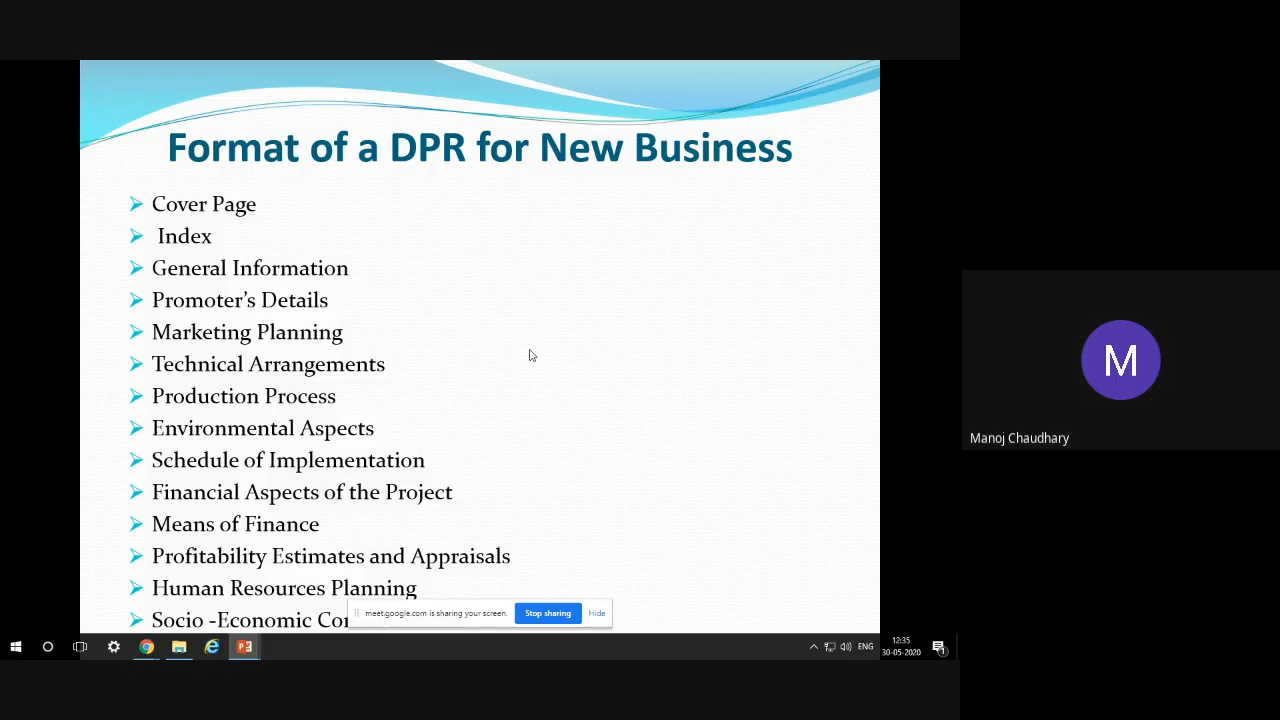 Format of a DPR for New Business
Cover Page
Index
General Information
Promoter's Details
Marketing Planning
Technical Arrangements
Production Process
Environmental Aspects
Schedule of Implementation
Financial Aspects of the Project
Means of Finance
Profitability Estimates and Appraisals
Human Resources Planning
Socio -Economic
meet.google.com is sharing your screen.
Stop sharing
Hide
M
Manoj Chaudhary
ENG
12:35
30-05-2020
1